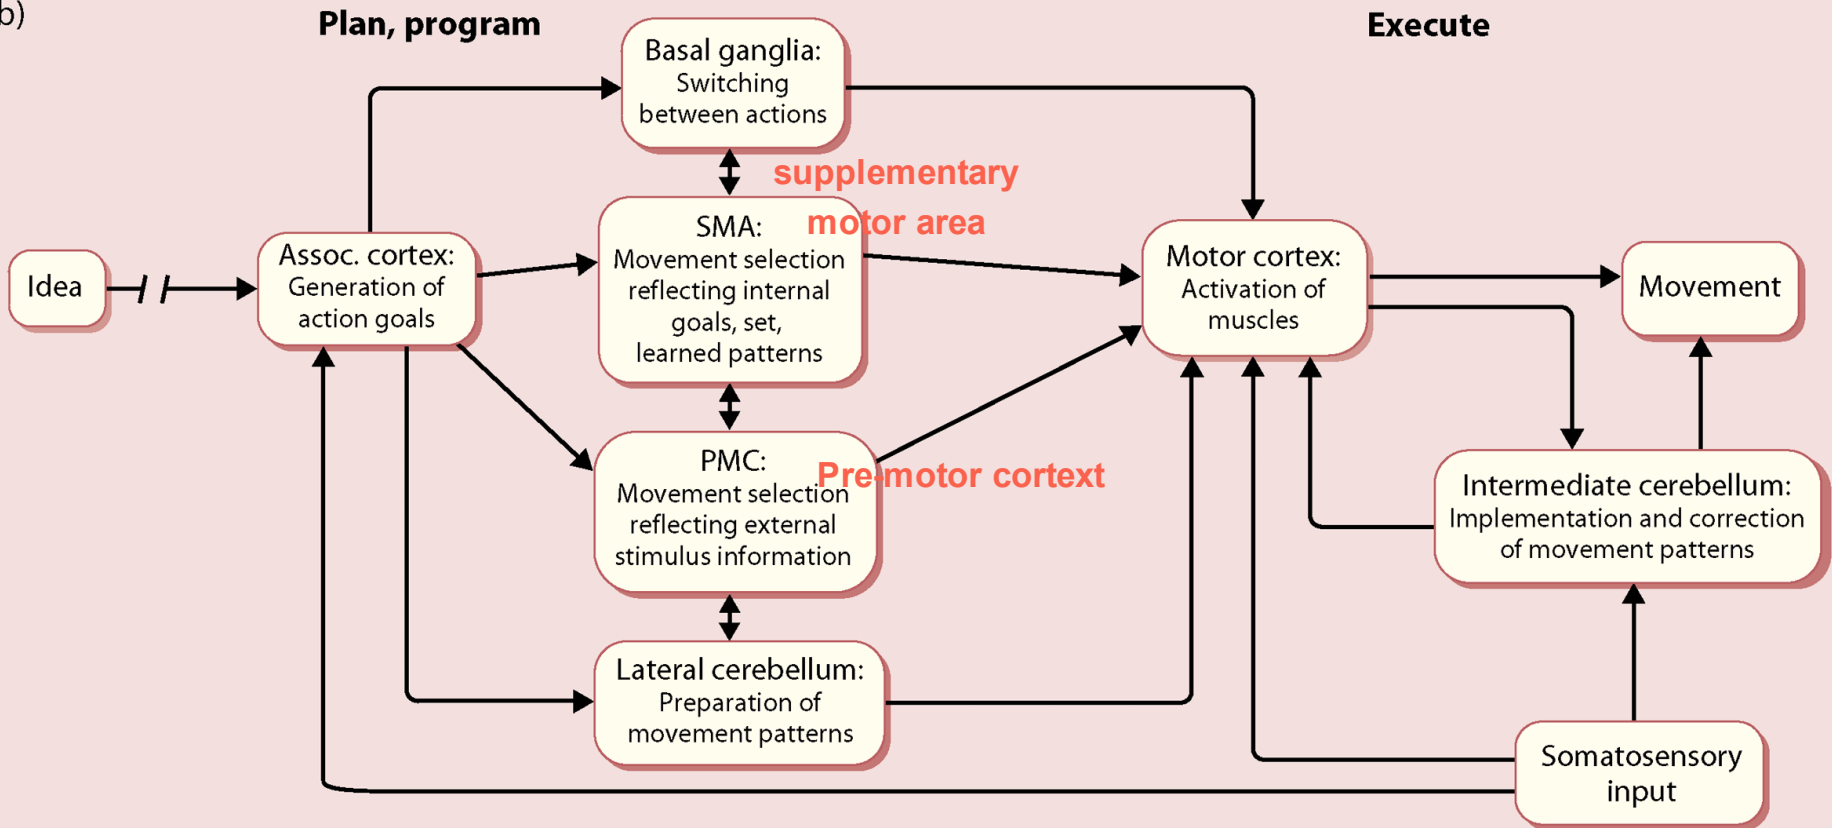 b)
Plan, program
Execute
Basal ganglia:
Switching
between actions
supplementary
motor area
SMA:
Movement selection
reflecting internal
goals, set,
learned patterns
Idea
Assoc. cortex:
Generation of
action goals
Motor cortex:
Activation of
muscles
Movement
PMC:
Movement selection
reflecting external
stimulus information
Pre-motor cortext
Intermediate cerebellum:
Implementation and correction
of movement patterns
Lateral cerebellum:
Preparation of
movement patterns
Somatosensory
input